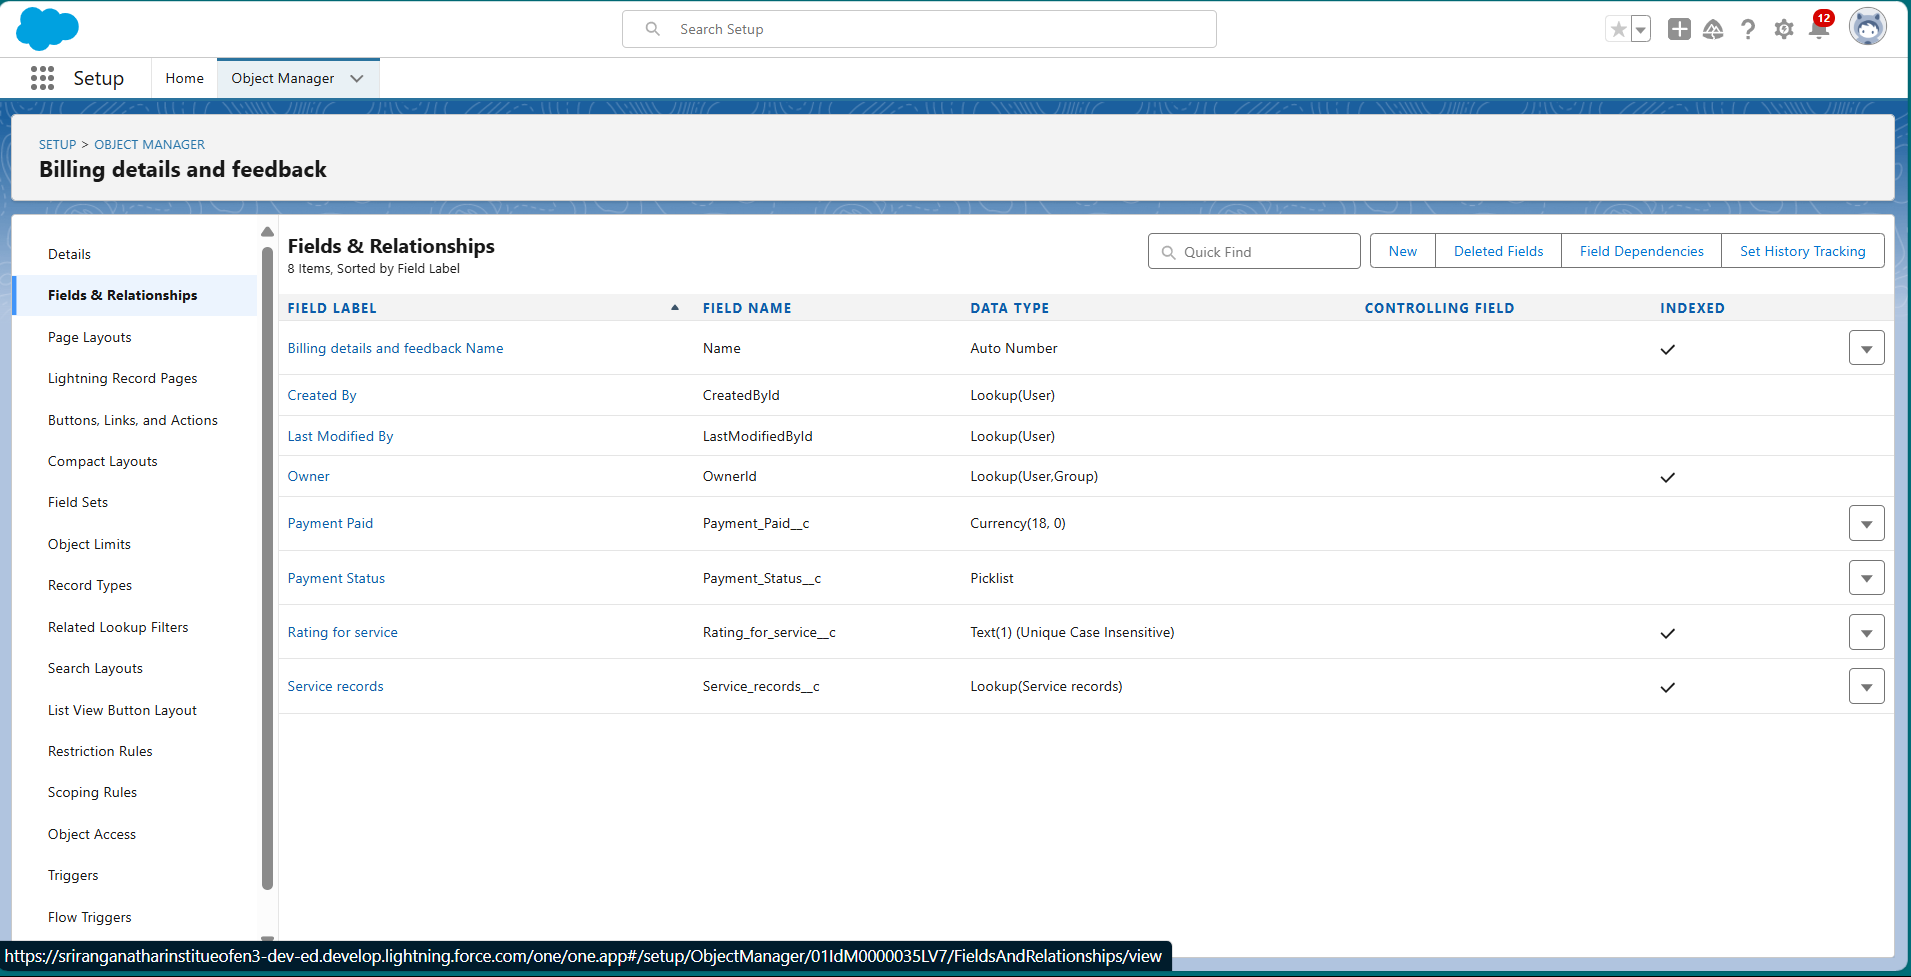 Search Setup
12
Setup
Home
Object Manager
SETUP > OBJECT MANAGER
Billing details and feedback
Details
Fields & Relationships
Page Layouts
Lightning Record Pages
Buttons, Links, and Actions
Compact Layouts
Field Sets
Object Limits
Record Types
Related Lookup Filters
Search Layouts
List View Button Layout
Restriction Rules
Scoping Rules
Object Access
Triggers
Flow Triggers
Fields & Relationships
8 Items, Sorted by Field Label
Quick Find
New
Deleted Fields
Field Dependencies
Set History Tracking
FIELD LABEL FIELD NAME DATA TYPE CONTROLLING FIELD INDEXED
Billing details and feedback Name Name Auto Number
Created By CreatedById Lookup(User)
Last Modified By LastModifiedById Lookup(User)
Owner OwnerId Lookup(User,Group)
Payment Paid Payment_Paid__c Currency(18, 0)
Payment Status Payment_Status__c Picklist
Rating for service Rating_for_service__c Text(1) (Unique Case Insensitive)
Service records Service_records__c Lookup(Service records)
https://sriranganatharinstitueofen3-dev-ed.develop.lightning.force.com/one/one.app#/setup/ObjectManager/01IdM0000035LV7/FieldsAndRelationships/view